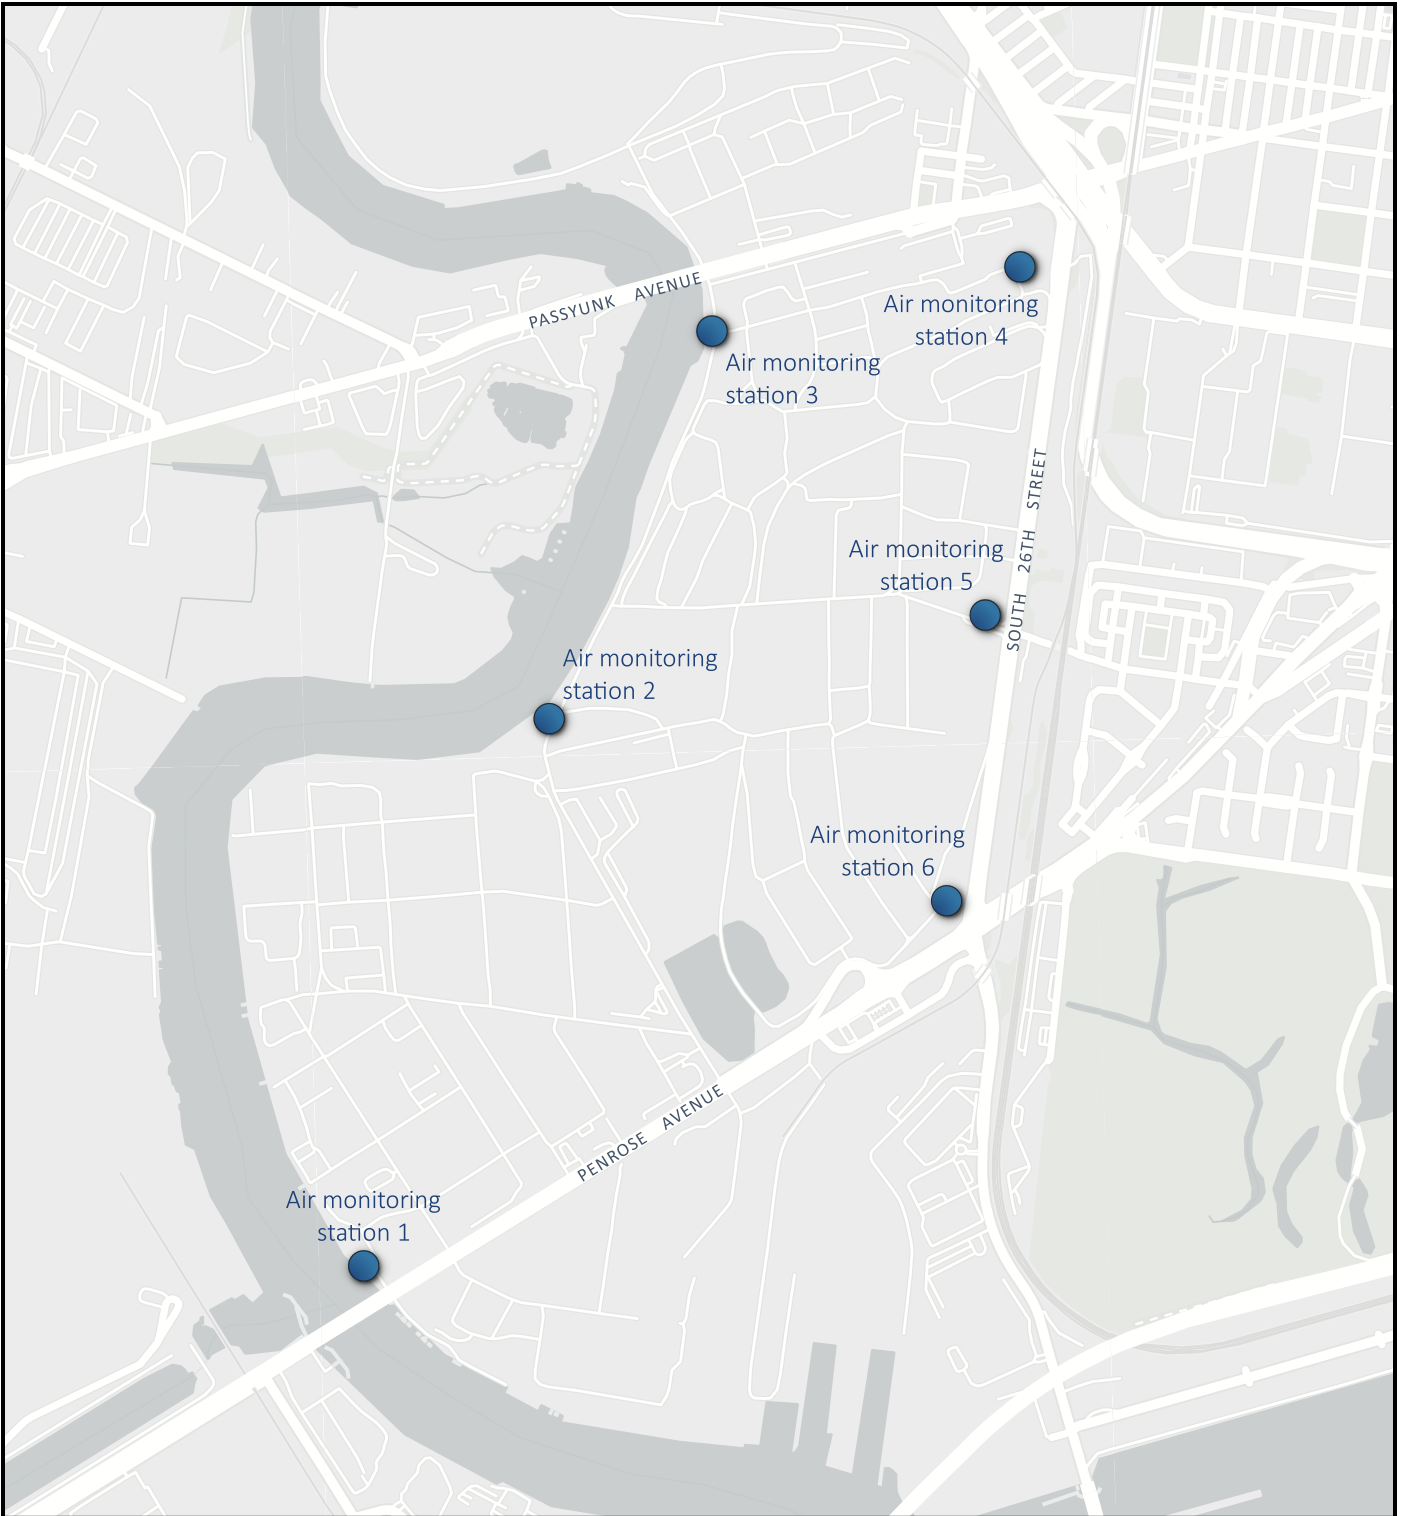 PASSYUNK AVENUE
Air monitoring
station 4
Air monitoring
station 3
SOUTH 26TH STREET
Air monitoring
station 5
Air monitoring
station 2
Air monitoring
station 6
PENROSE AVENUE
Air monitoring
station 1